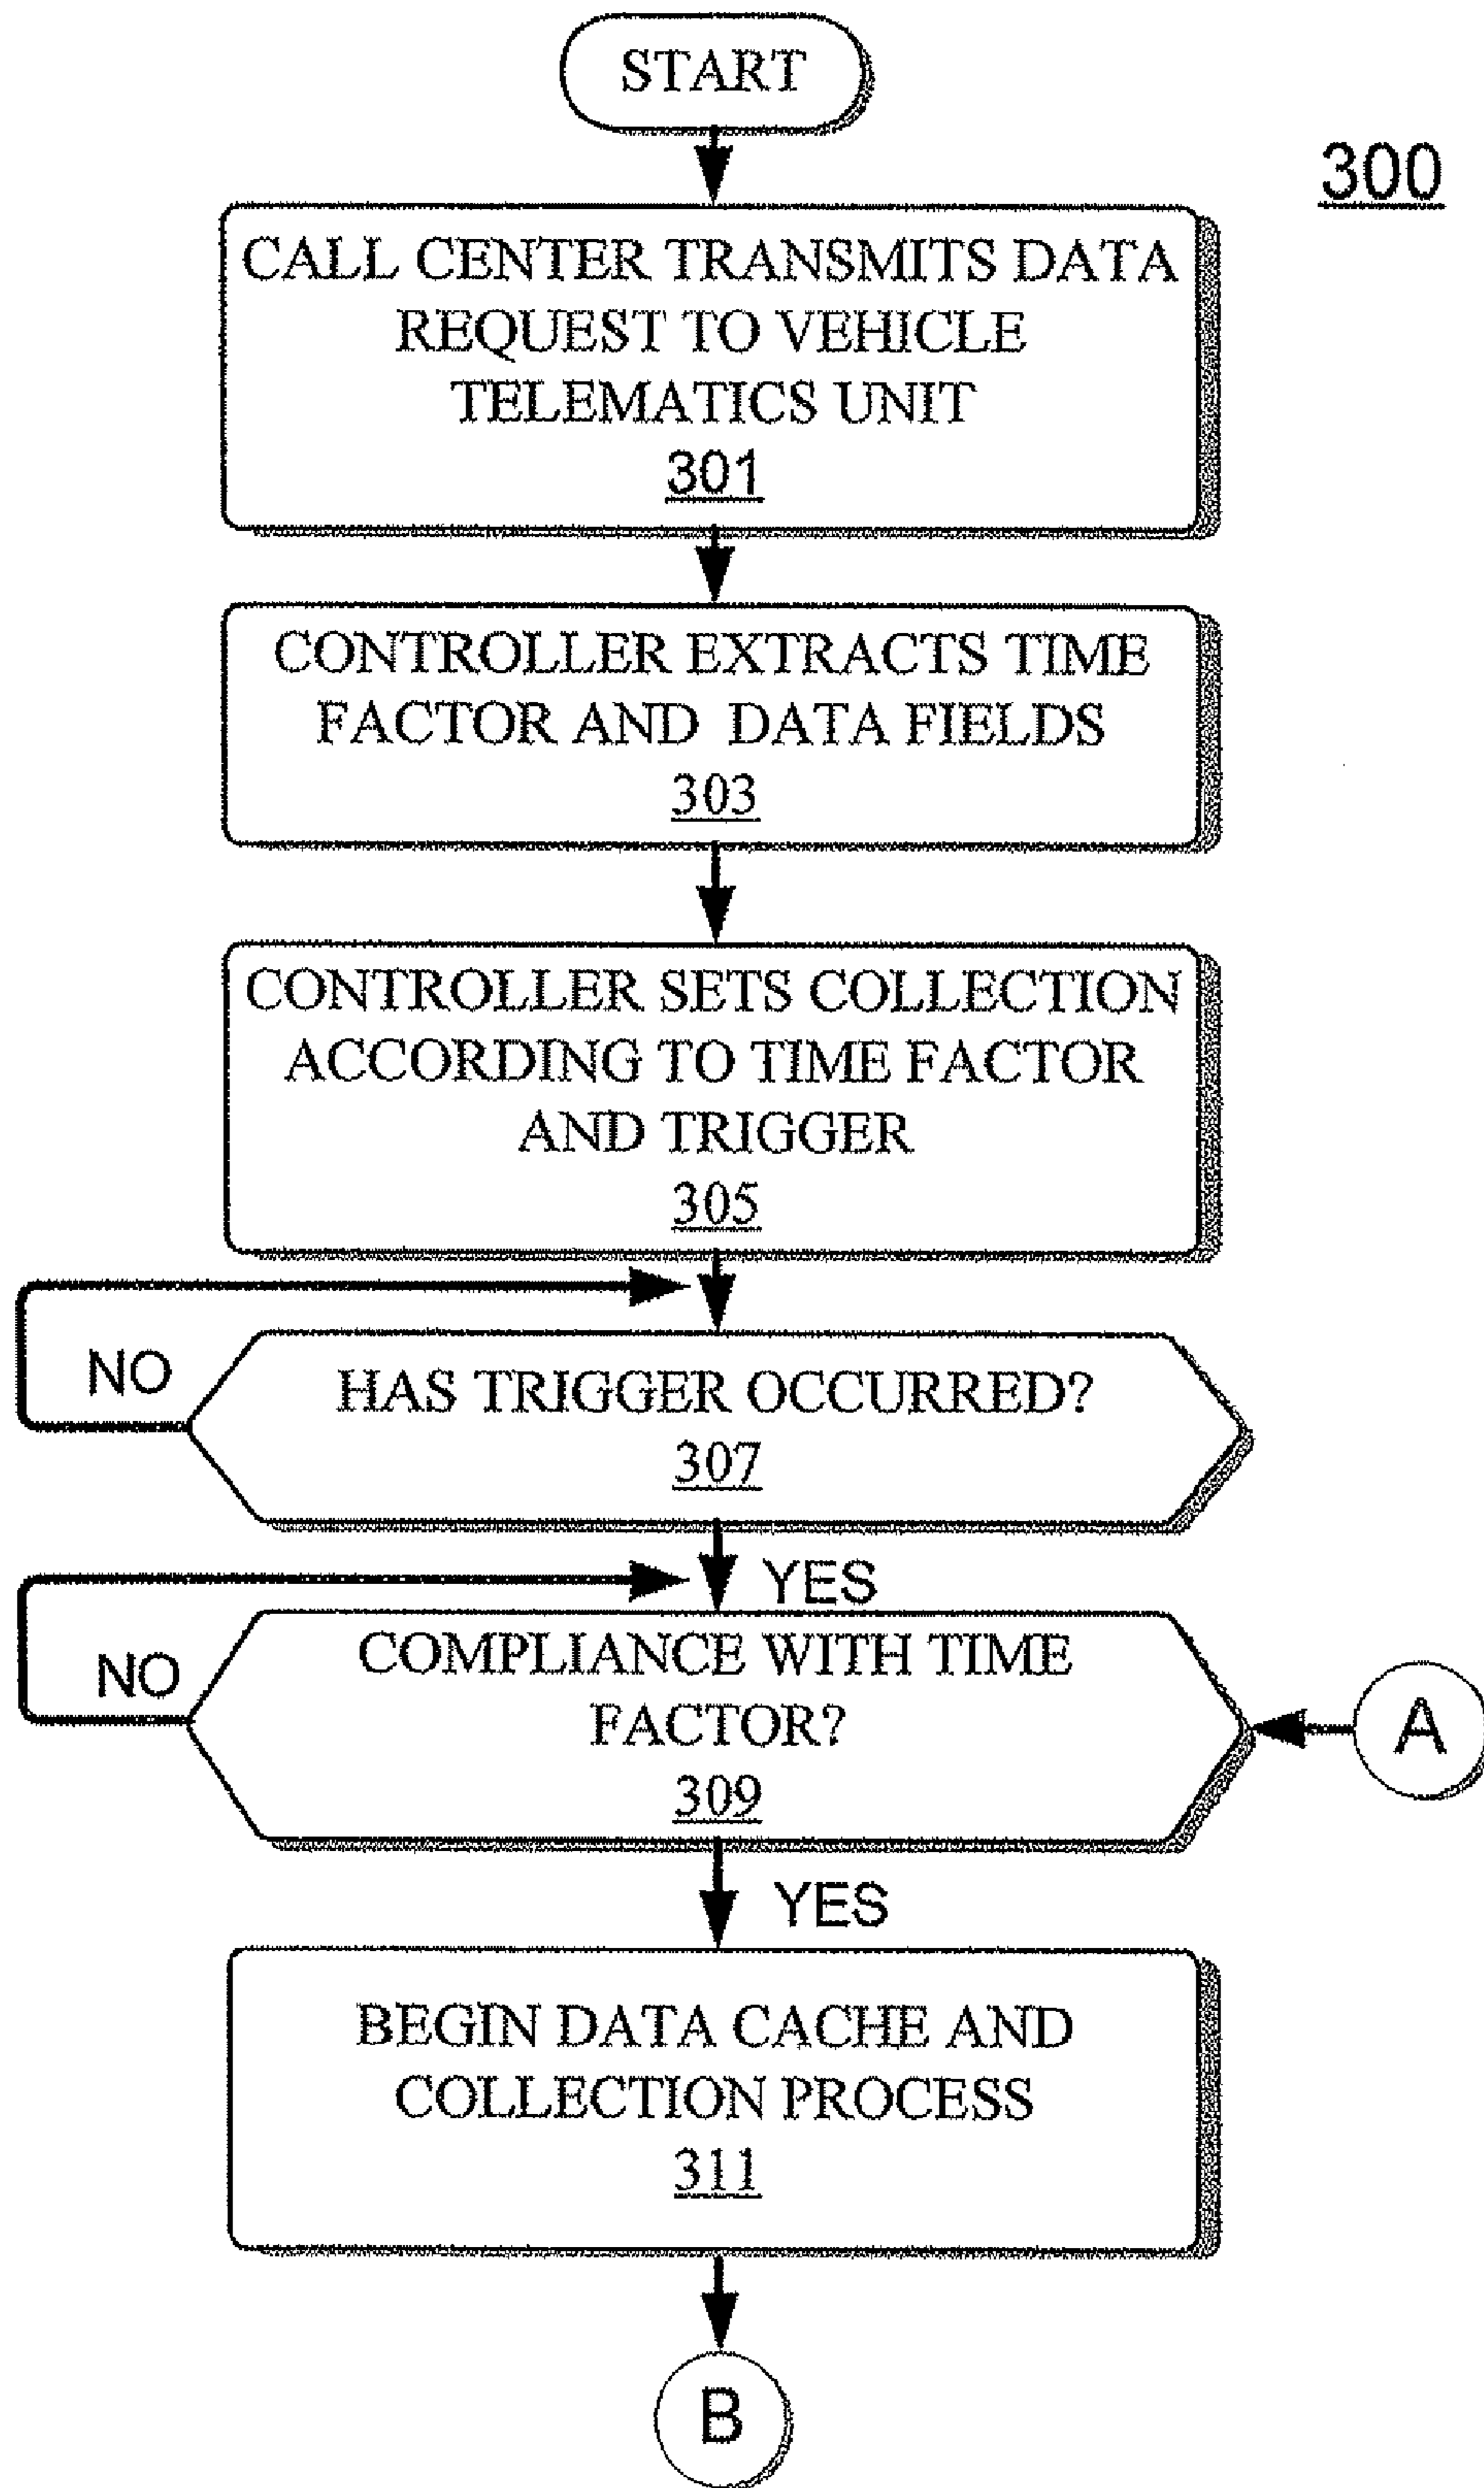 START
300
CALL CENTER TRANSMITS DATA
REQUEST TO VEHICLE
TELEMATICS UNIT
301
CONTROLLER EXTRACTS TIME
FACTOR AND DATA FIELDS
303
CONTROLLER SETS COLLECTION
ACCORDING TO TIME FACTOR
AND TRIGGER
305
NO
HAS TRIGGER OCCURRED?
307
YES
NO
COMPLIANCE WITH TIME
FACTOR?
309
A
YES
BEGIN DATA CACHE AND
COLLECTION PROCESS
311
B